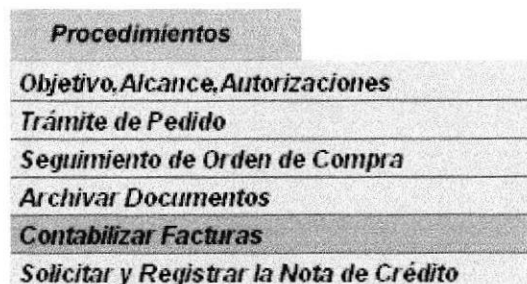 Procedimientos
Objetivo,Alcance,Autorizaciones
Trámite de Pedido
Seguimiento de Orden de Compra
Archivar Documentos
Contabilizar Facturas
Solicitar y Registrar la Nota de Crédito